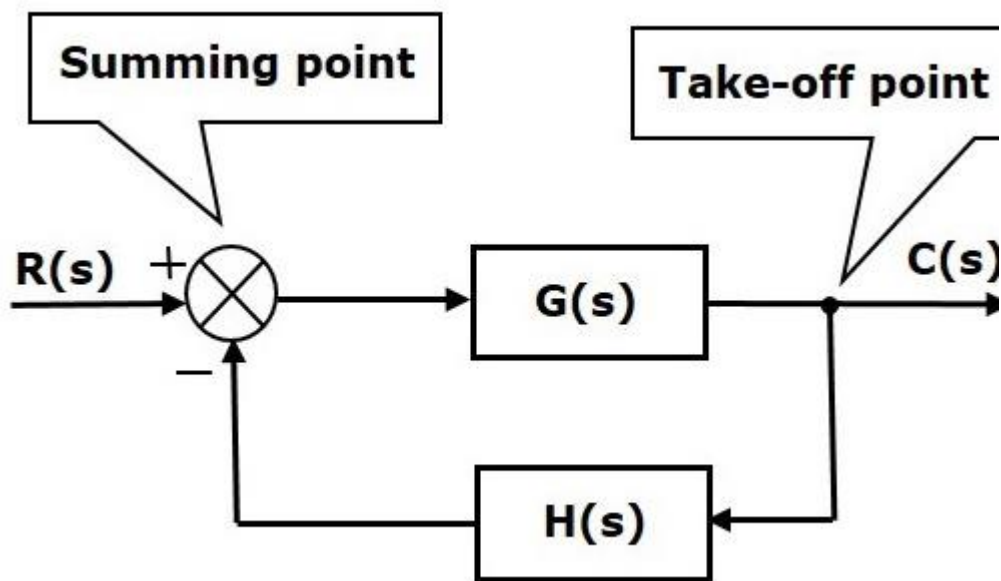 Summing point
Take-off point
R(s)
+
G(s)
C(s)
−
H(s)